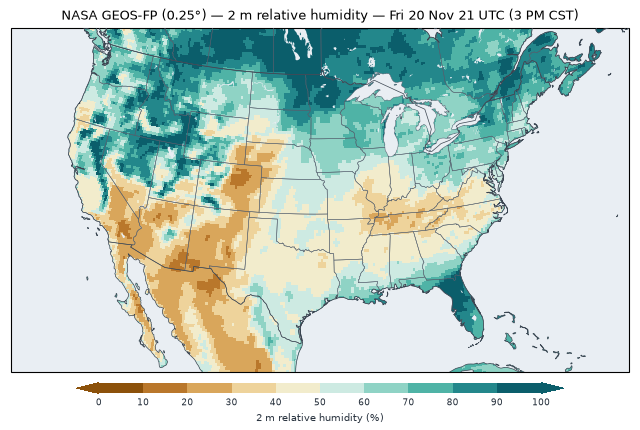 NASA GEOS-FP (0.25°) — 2 m relative humidity — Fri 20 Nov 21 UTC (3 PM CST)
0 10 20 30 40 50 60 70 80 90 100
2 m relative humidity (%)